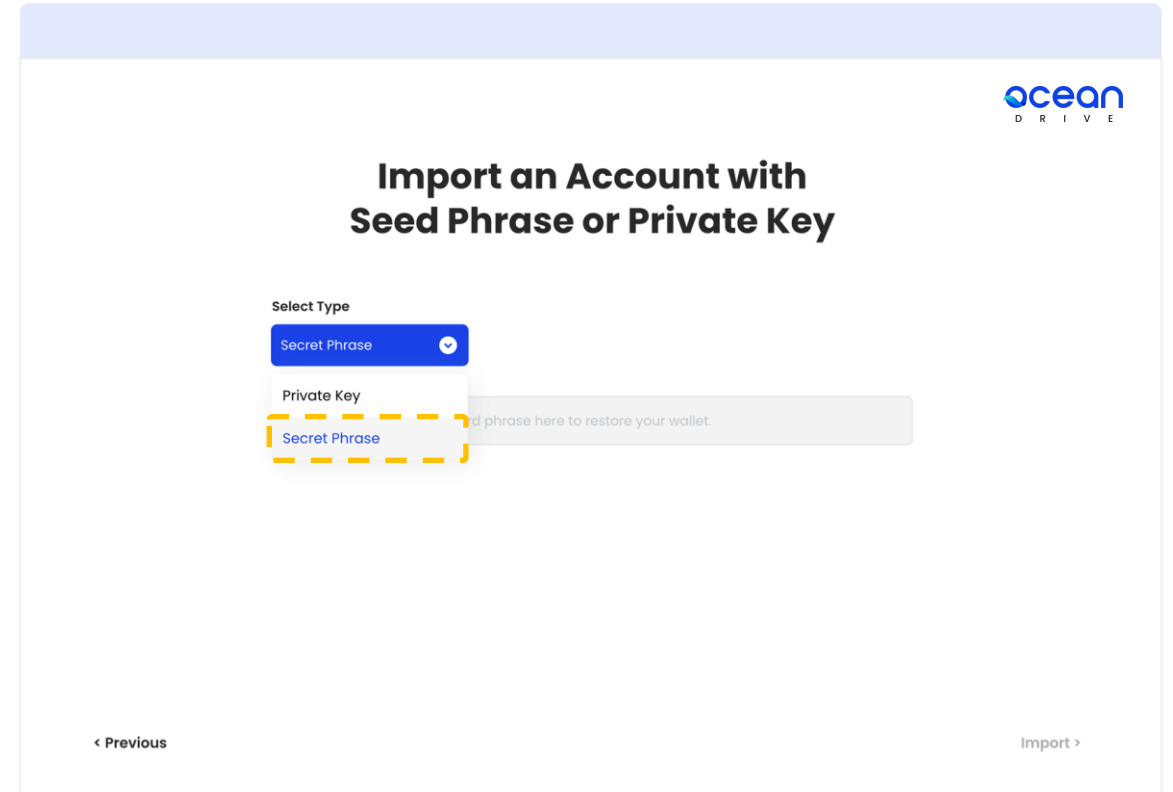 ocean
DRIVE
Import an Account with
Seed Phrase or Private Key
Select Type
Secret Phrase
Private Key
phrase here to restore your wallet.
Secret Phrase
< Previous
Import >